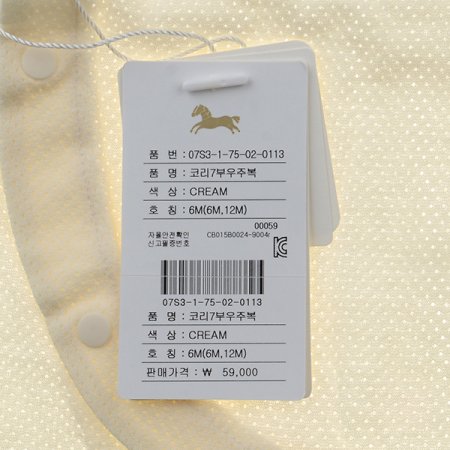 품 번 : 07S3-1-75-02-0113
품 명 : 코리7부우주복
색 상 : CREAM
호 칭 : 6M(6M,12M)
00059
자율안전확인 CB015B0024-9004
신고필증번호
07S3-1-75-02-0113
품 명 : 코리7부우주복
색 상 : CREAM
호 칭 : 6M(6M,12M)
판매가격 : ₩ 59,000